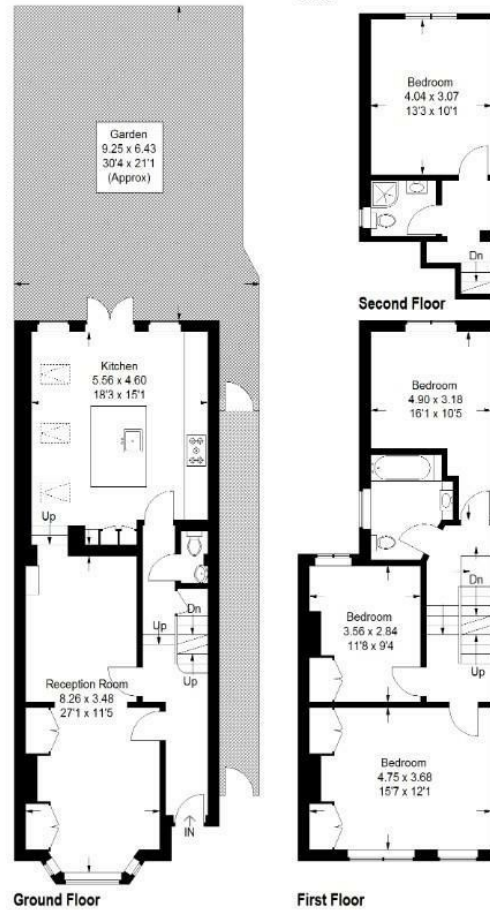 Garden
9.25 x 6.43
30'4 x 21'1
(Approx)
Kitchen
5.56 x 4.60
18'3 x 15'1
Up
Dn
Up
Up
Reception Room
8.26 x 3.48
27'1 x 11'5
IN
Ground Floor
Bedroom
4.04 x 3.07
13'3 x 10'1
Dn
Second Floor
Bedroom
4.90 x 3.18
16'1 x 10'5
Dn
Bedroom
3.56 x 2.84
11'8 x 9'4
Up
Bedroom
4.75 x 3.68
15'7 x 12'1
First Floor